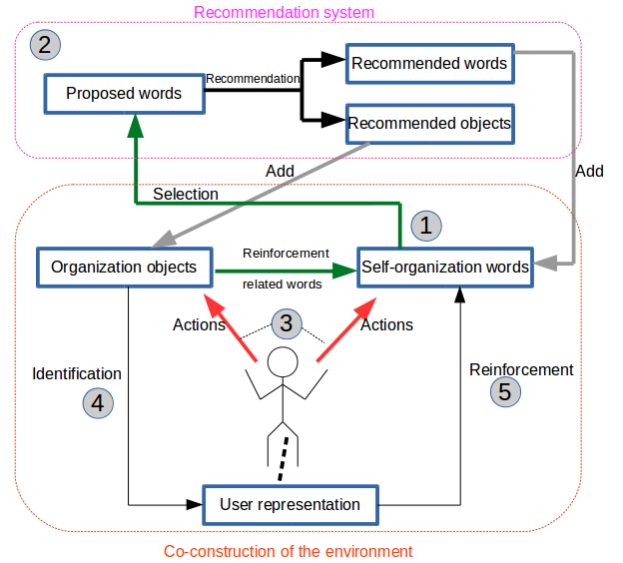 Recommendation system
2
Recommended words
Recommendation
Proposed words
Recommended objects
Add
Add
Selection
1
Organization objects
Reinforcement
related words
Self-organization words
3
Actions
Actions
Identification
4
Reinforcement
5
User representation
Co-construction of the environment